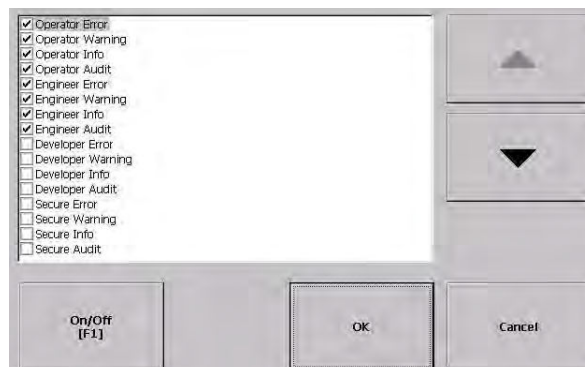 Operator Error
Operator Warning
Operator Info
Operator Audit
Engineer Error
Engineer Warning
Engineer Info
Engineer Audit
Developer Error
Developer Warning
Developer Info
Developer Audit
Secure Error
Secure Warning
Secure Info
Secure Audit
On/Off
[F1]
OK
Cancel